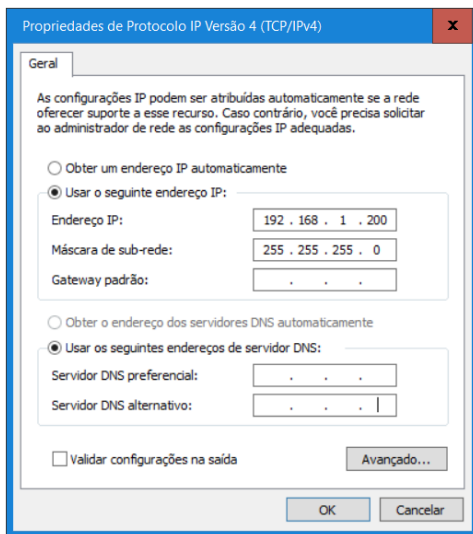 Propriedades de Protocolo IP Versão 4 (TCP/IPv4)
x
Geral
As configurações IP podem ser atribuídas automaticamente se a rede
oferecer suporte a esse recurso. Caso contrário, você precisa solicitar
ao administrador de rede as configurações IP adequadas.
Obter um endereço IP automaticamente
Usar o seguinte endereço IP:
Endereço IP: 192 . 168 . 1 . 200
Máscara de sub-rede: 255 . 255 . 255 . 0
Gateway padrão: . . .
Obter o endereço dos servidores DNS automaticamente
Usar os seguintes endereços de servidor DNS:
Servidor DNS preferencial: . . .
Servidor DNS alternativo: . . .
Validar configurações na saída Avançado...
OK Cancelar